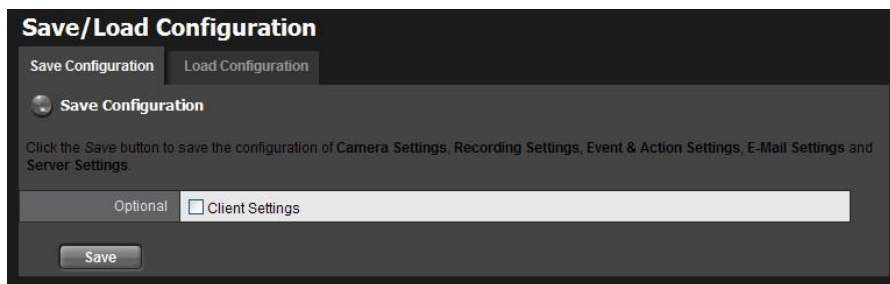 Save/Load Configuration
Save Configuration
Load Configuration
Save Configuration
Click the Save button to save the configuration of Camera Settings, Recording Settings, Event & Action Settings, E-Mail Settings and
Server Settings.
Optional
Client Settings
Save